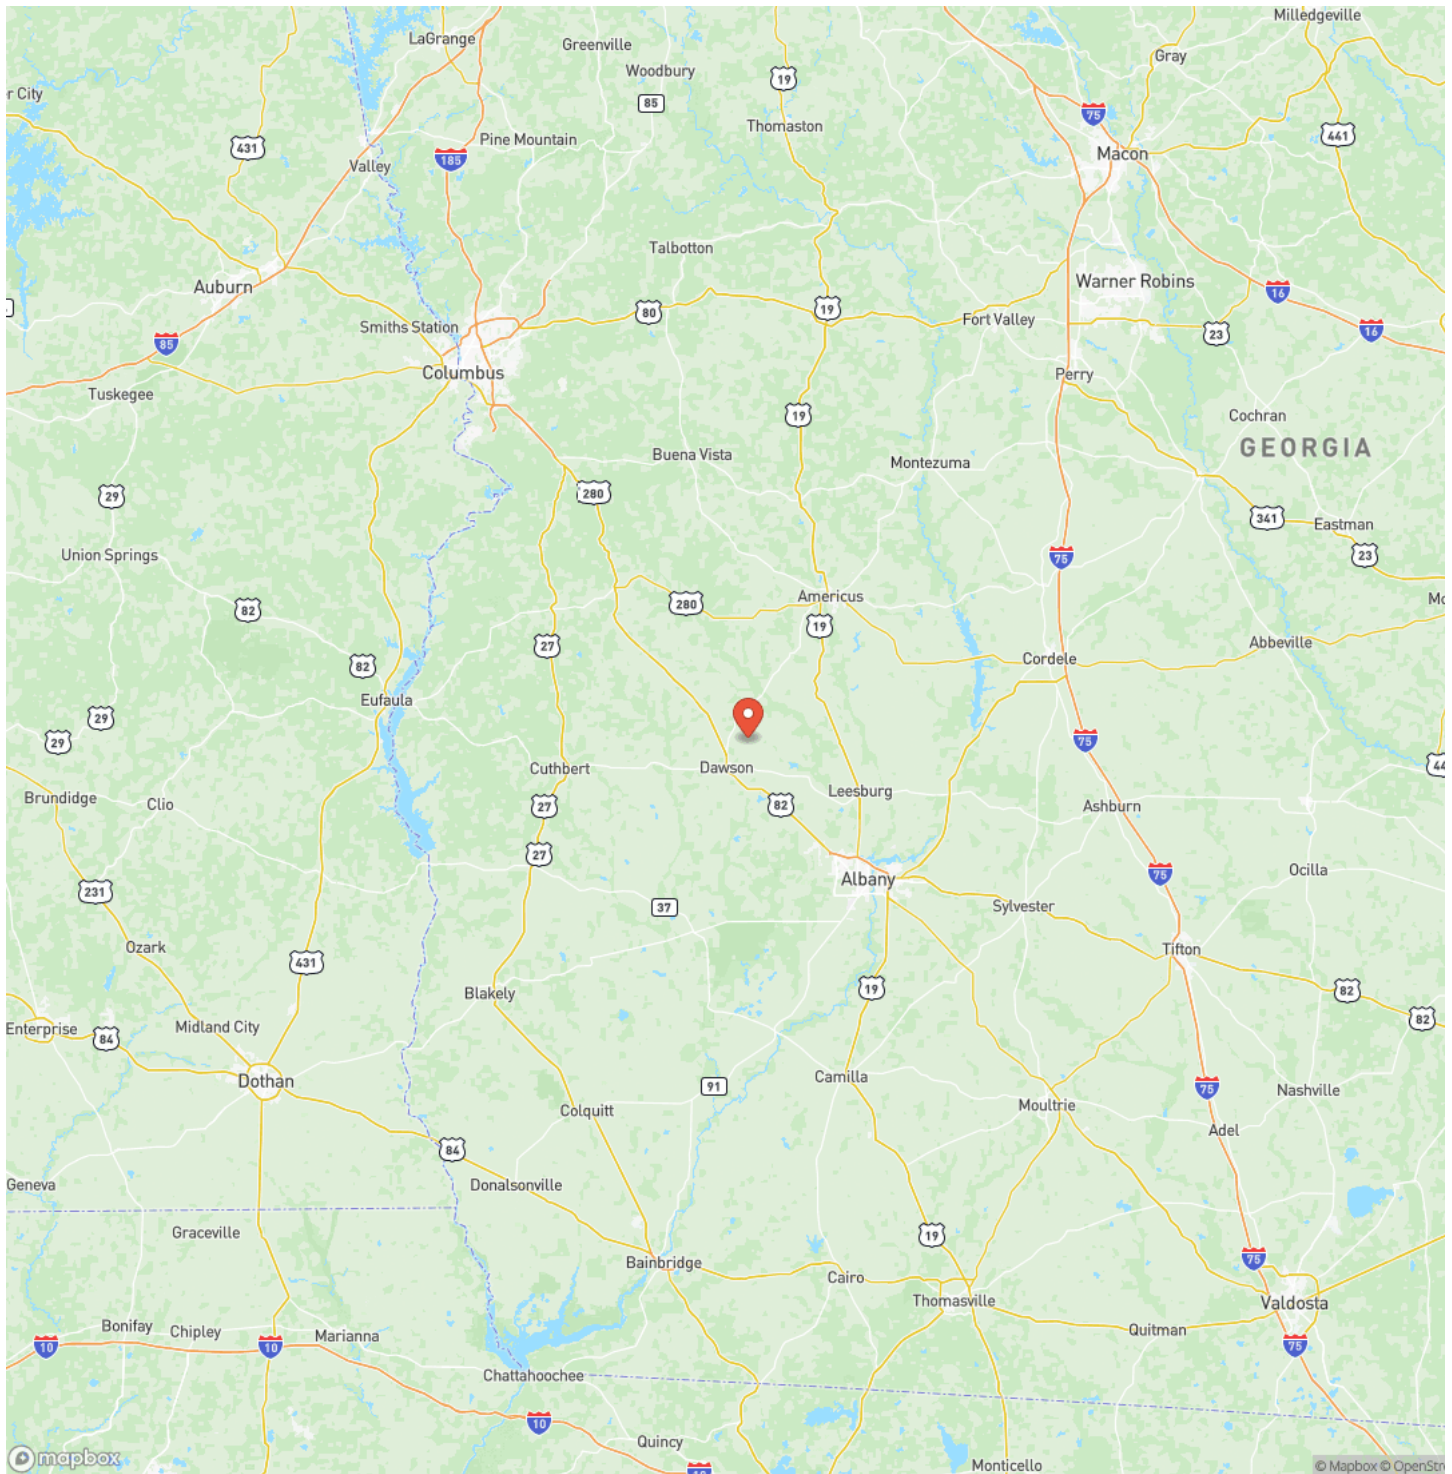 Milledgeville
LaGrange
Greenville
Gray
Woodbury
19
r City
85
75
Thomaston
441
Pine Mountain
431
Macon
185
Valley
Talbotton
Warner Robins
Auburn
16
19
80
Fort Valley
Smiths Station
16
23
85
Columbus
Perry
Tuskegee
19
Cochran
GEORGIA
Buena Vista
Montezuma
280
29
341
Eastman
Union Springs
75
23
Americus
Mo
280
82
19
Abbeville
27
Cordele
82
Eufaula
29
29
75
44
Cuthbert
Dawson
Leesburg
Brundidge
Clio
27
82
Ashburn
27
Ocilla
75
Albany
231
37
Sylvester
Ozark
Tifton
431
Blakely
19
82
82
Enterprise
Midland City
84
Camilla
Dothan
91
75
Nashville
Moultrie
Colquitt
Adel
84
Geneva
Donalsonville
Graceville
19
75
Bainbridge
Cairo
Thomasville
Valdosta
Bonifay
Chipley
Marianna
Quitman
10
10
75
Chattahoochee
10
Quincy
mapbox
Monticello
10
© Mapbox © OpenStre